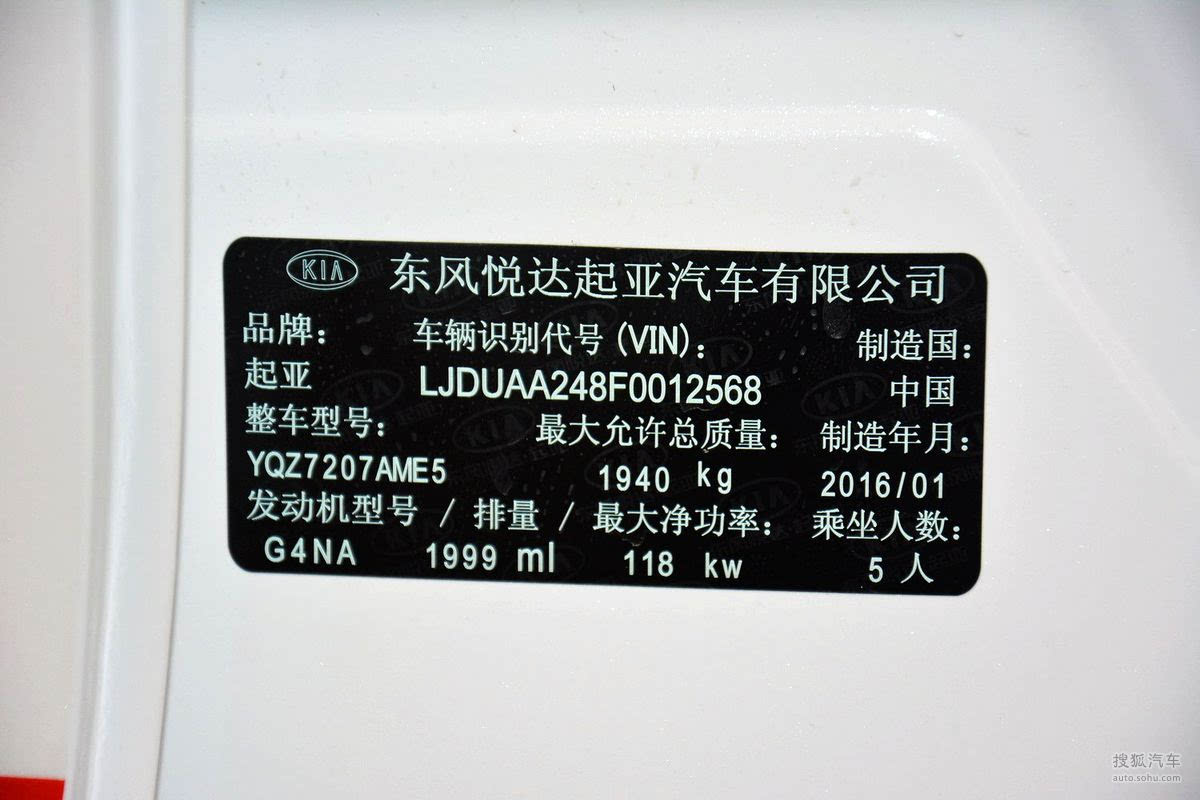 KIA 东风悦达起亚汽车有限公司
品牌： 车辆识别代号(VIN)： 制造国：
起亚 LJDUAA248F0012568 中国
整车型号： 最大允许总质量： 制造年月：
YQZ7207AME5 1940 kg 2016/01
发动机型号 / 排量 / 最大净功率： 乘坐人数：
G4NA 1999 ml 118 kw 5 人
搜狐汽车
auto.sohu.com